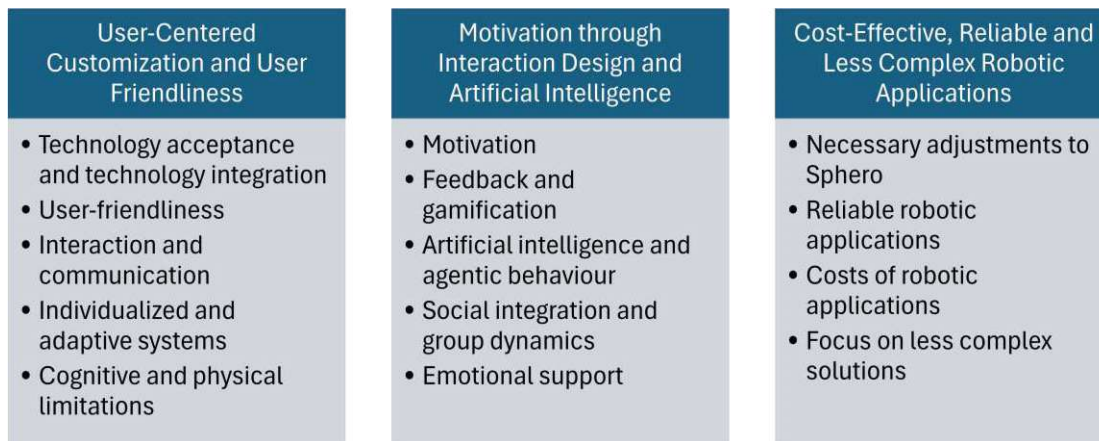 User-Centered
Customization and User
Friendliness
• Technology acceptance
and technology integration
• User-friendliness
• Interaction and
communication
• Individualized and
adaptive systems
• Cognitive and physical
limitations
Motivation through
Interaction Design and
Artificial Intelligence
• Motivation
• Feedback and
gamification
• Artificial intelligence and
agentic behaviour
• Social integration and
group dynamics
• Emotional support
Cost-Effective, Reliable and
Less Complex Robotic
Applications
• Necessary adjustments to
Sphero
• Reliable robotic
applications
• Costs of robotic
applications
• Focus on less complex
solutions